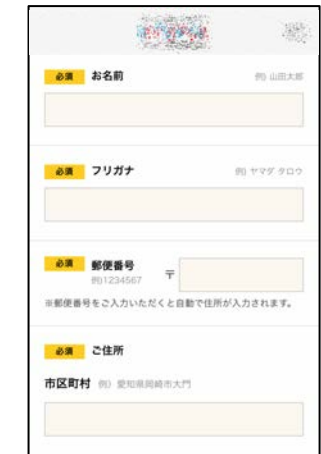 必須 お名前 例) 山田太郎
必須 フリガナ 例) ヤマダ タロウ
必須 郵便番号 〒
例)1234567
※郵便番号をご入力いただくと自動で住所が入力されます。
必須 ご住所
市区町村 例）愛知県岡崎市大門